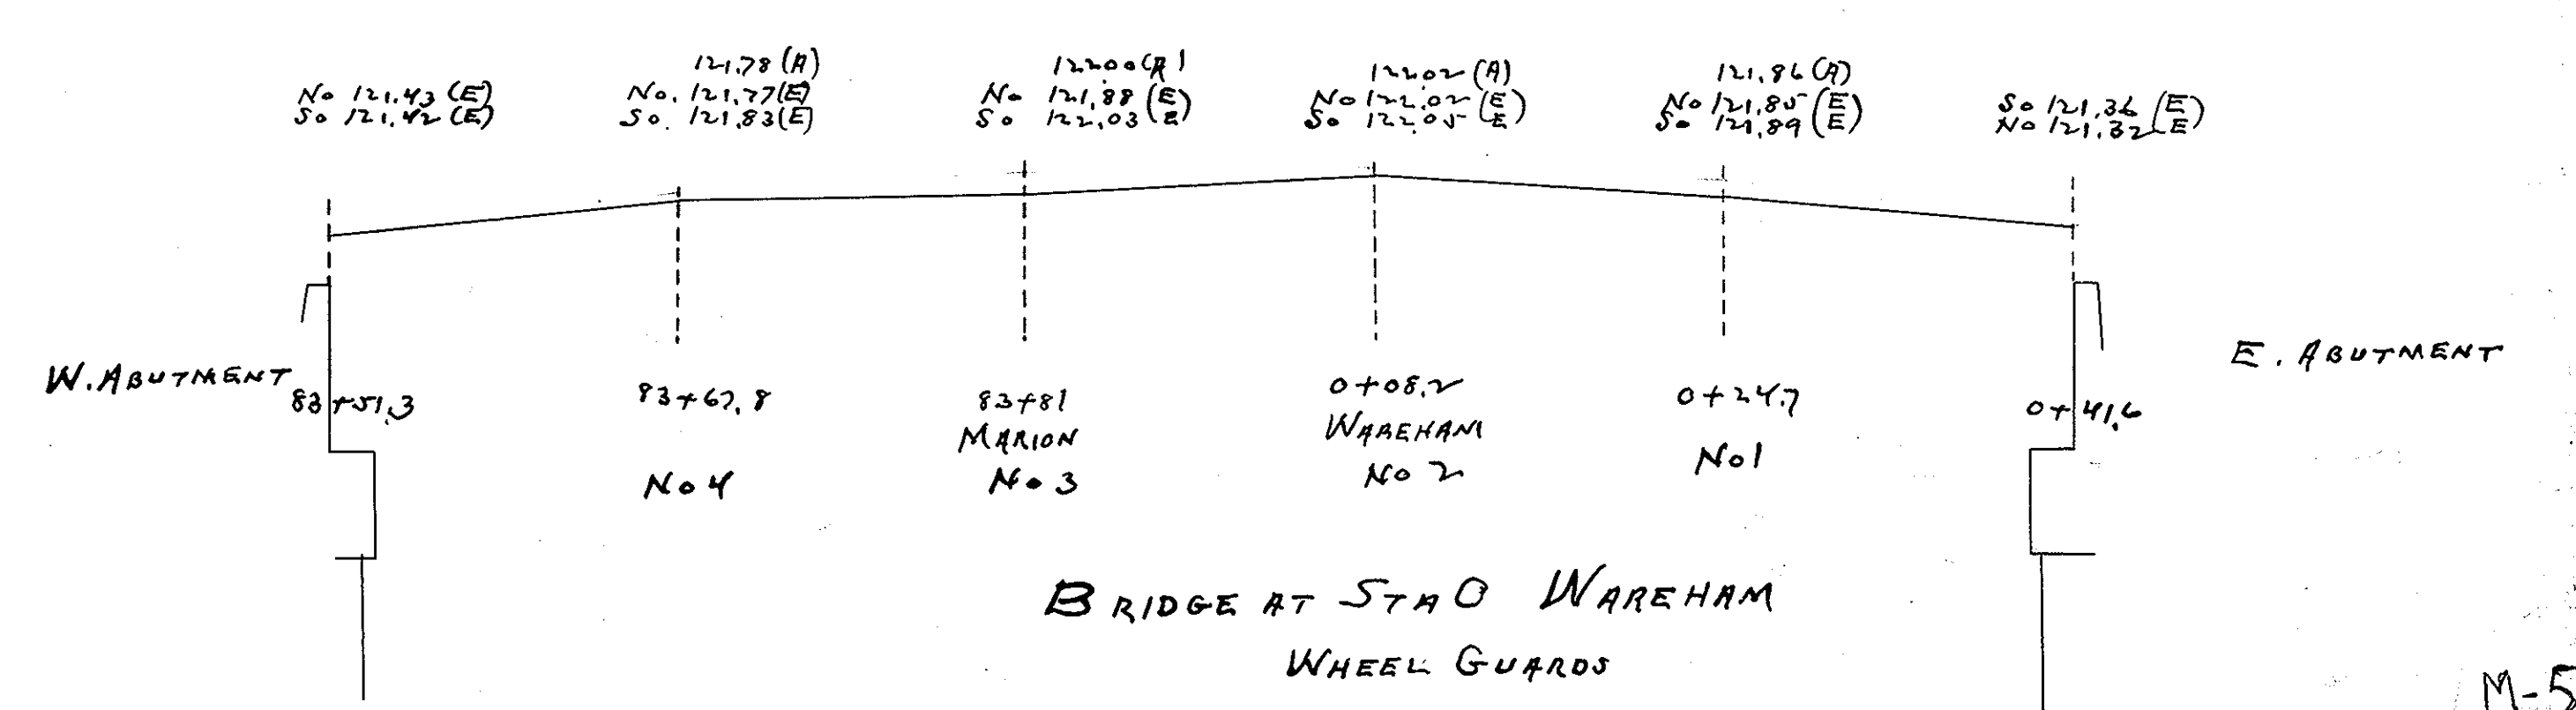 No 121.43 (E)
So 121.42 (E)
121.78 (A)
No. 121.77 (E)
So. 121.83 (E)
122.00 (A)
No 121.88 (E)
So 122.03 (E)
122.02 (A)
No 122.02 (E)
So 122.05 (E)
121.86 (A)
No 121.85 (E)
So 121.89 (E)
So 121.36 (E)
No 121.32 (E)
W. ABUTMENT
83+51.3
83+67.8
No 4
83+81
MARION
No 3
0+08.2
WAREHAM
No 2
0+24.7
No 1
0+41.6
E. ABUTMENT
BRIDGE AT STA 0 WAREHAM
WHEEL GUARDS
M-5